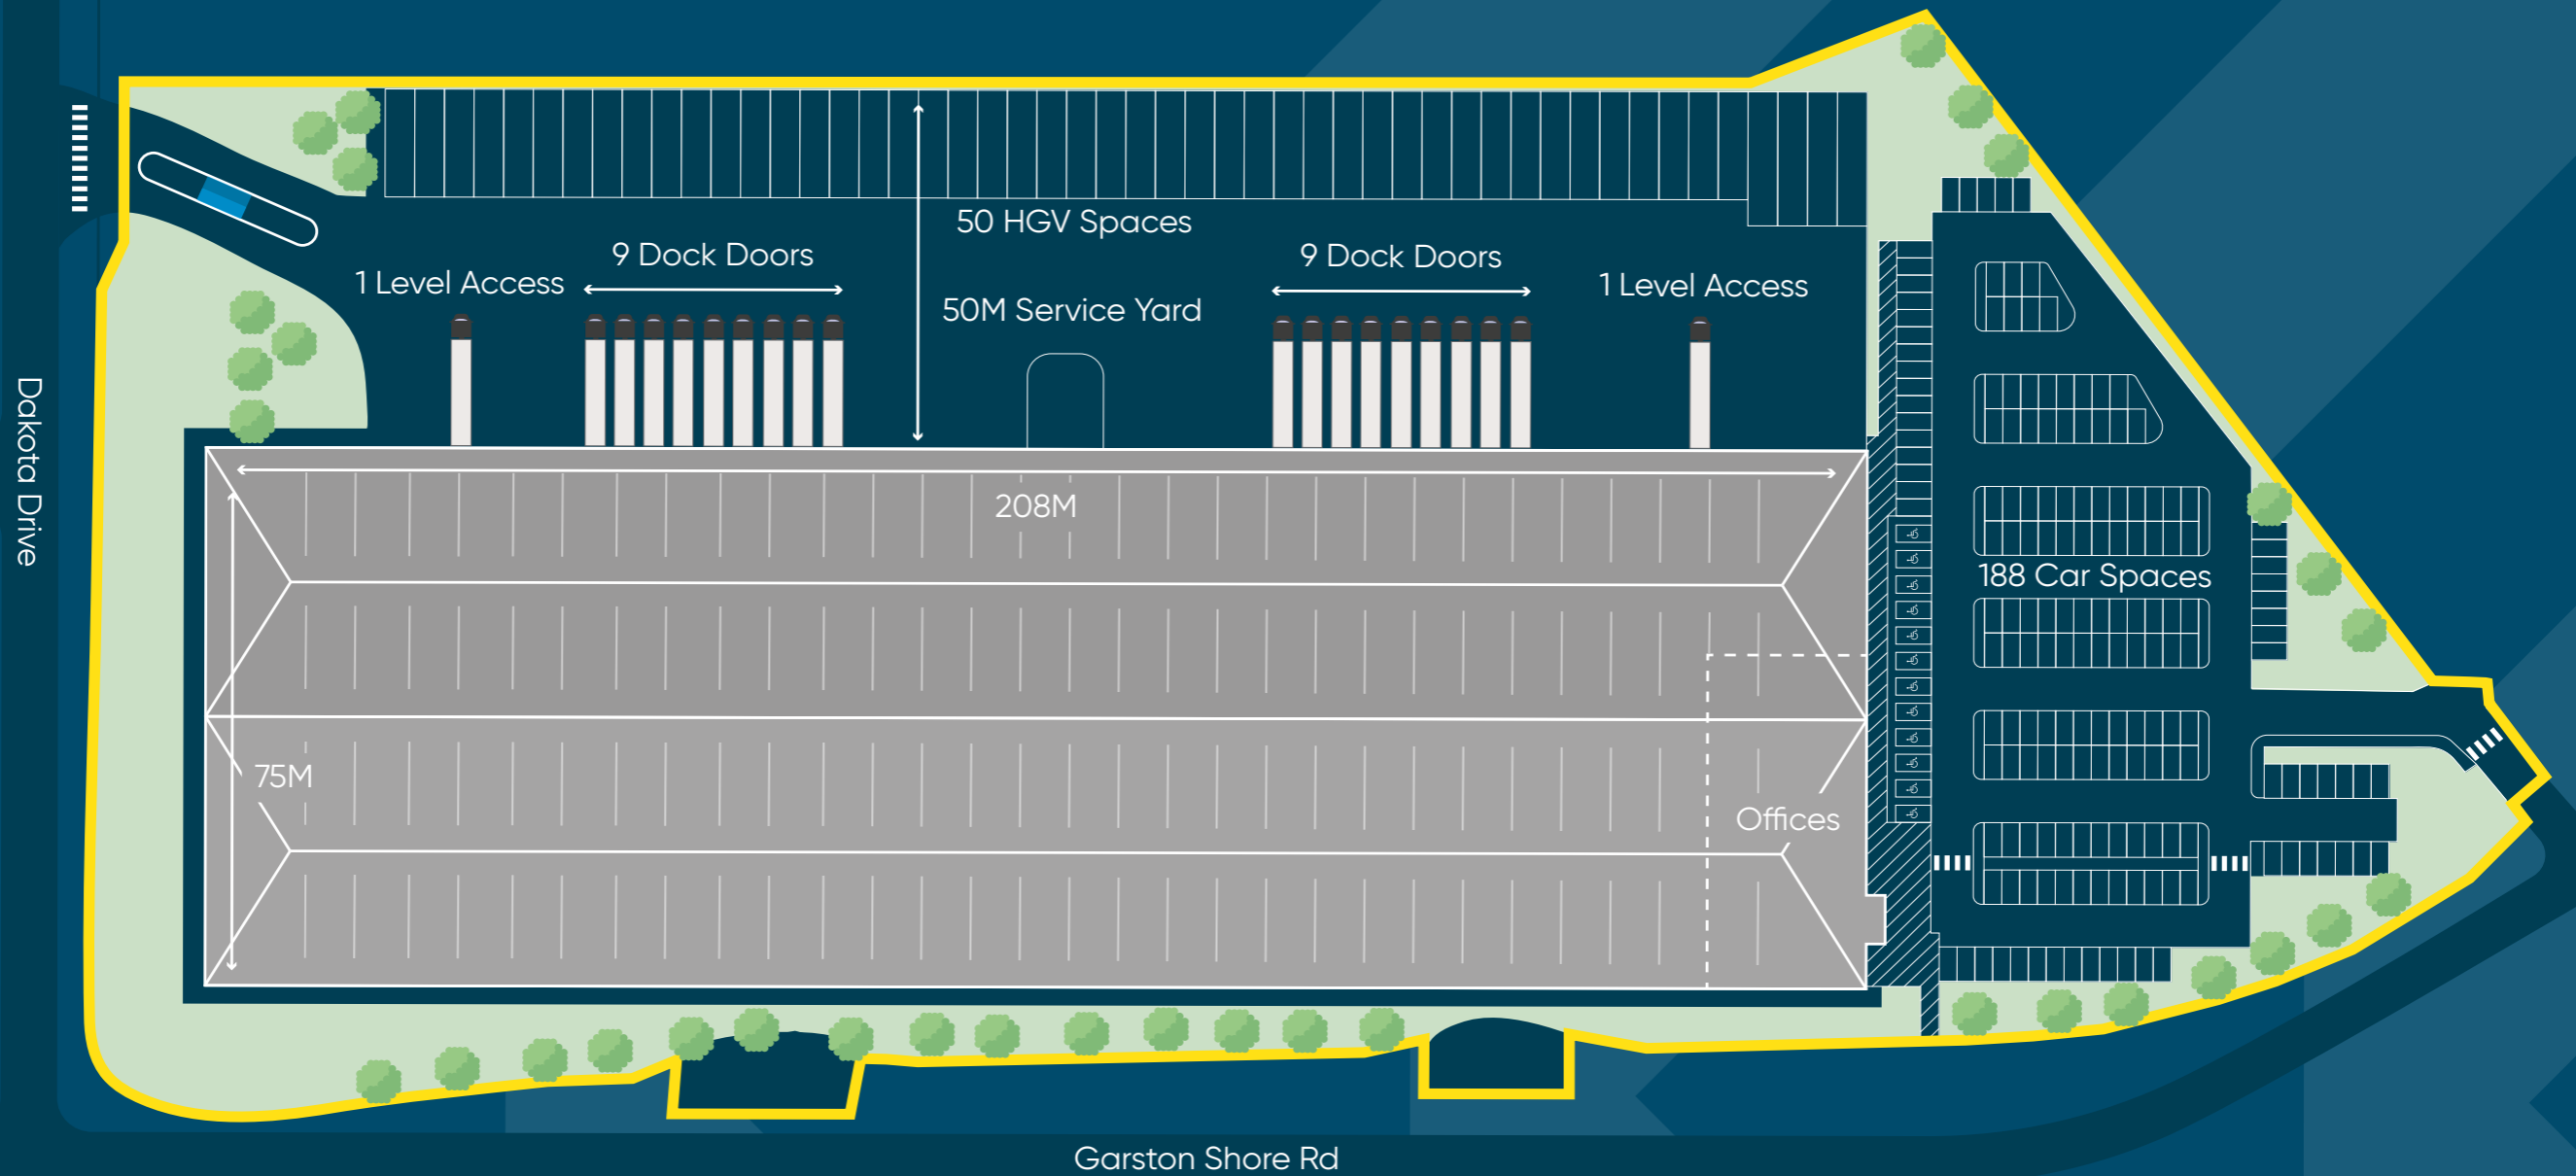 50 HGV Spaces
9 Dock Doors
9 Dock Doors
1 Level Access
1 Level Access
50M Service Yard
Dakota Drive
208M
188 Car Spaces
75M
Offices
Garston Shore Rd